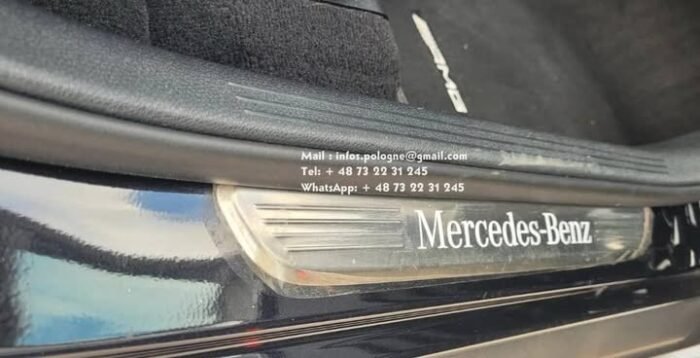 AMG
Mail : infos.pologne@gmail.com
Tel: + 48 73 22 31 245
WhatsApp: + 48 73 22 31 245
Mercedes-Benz